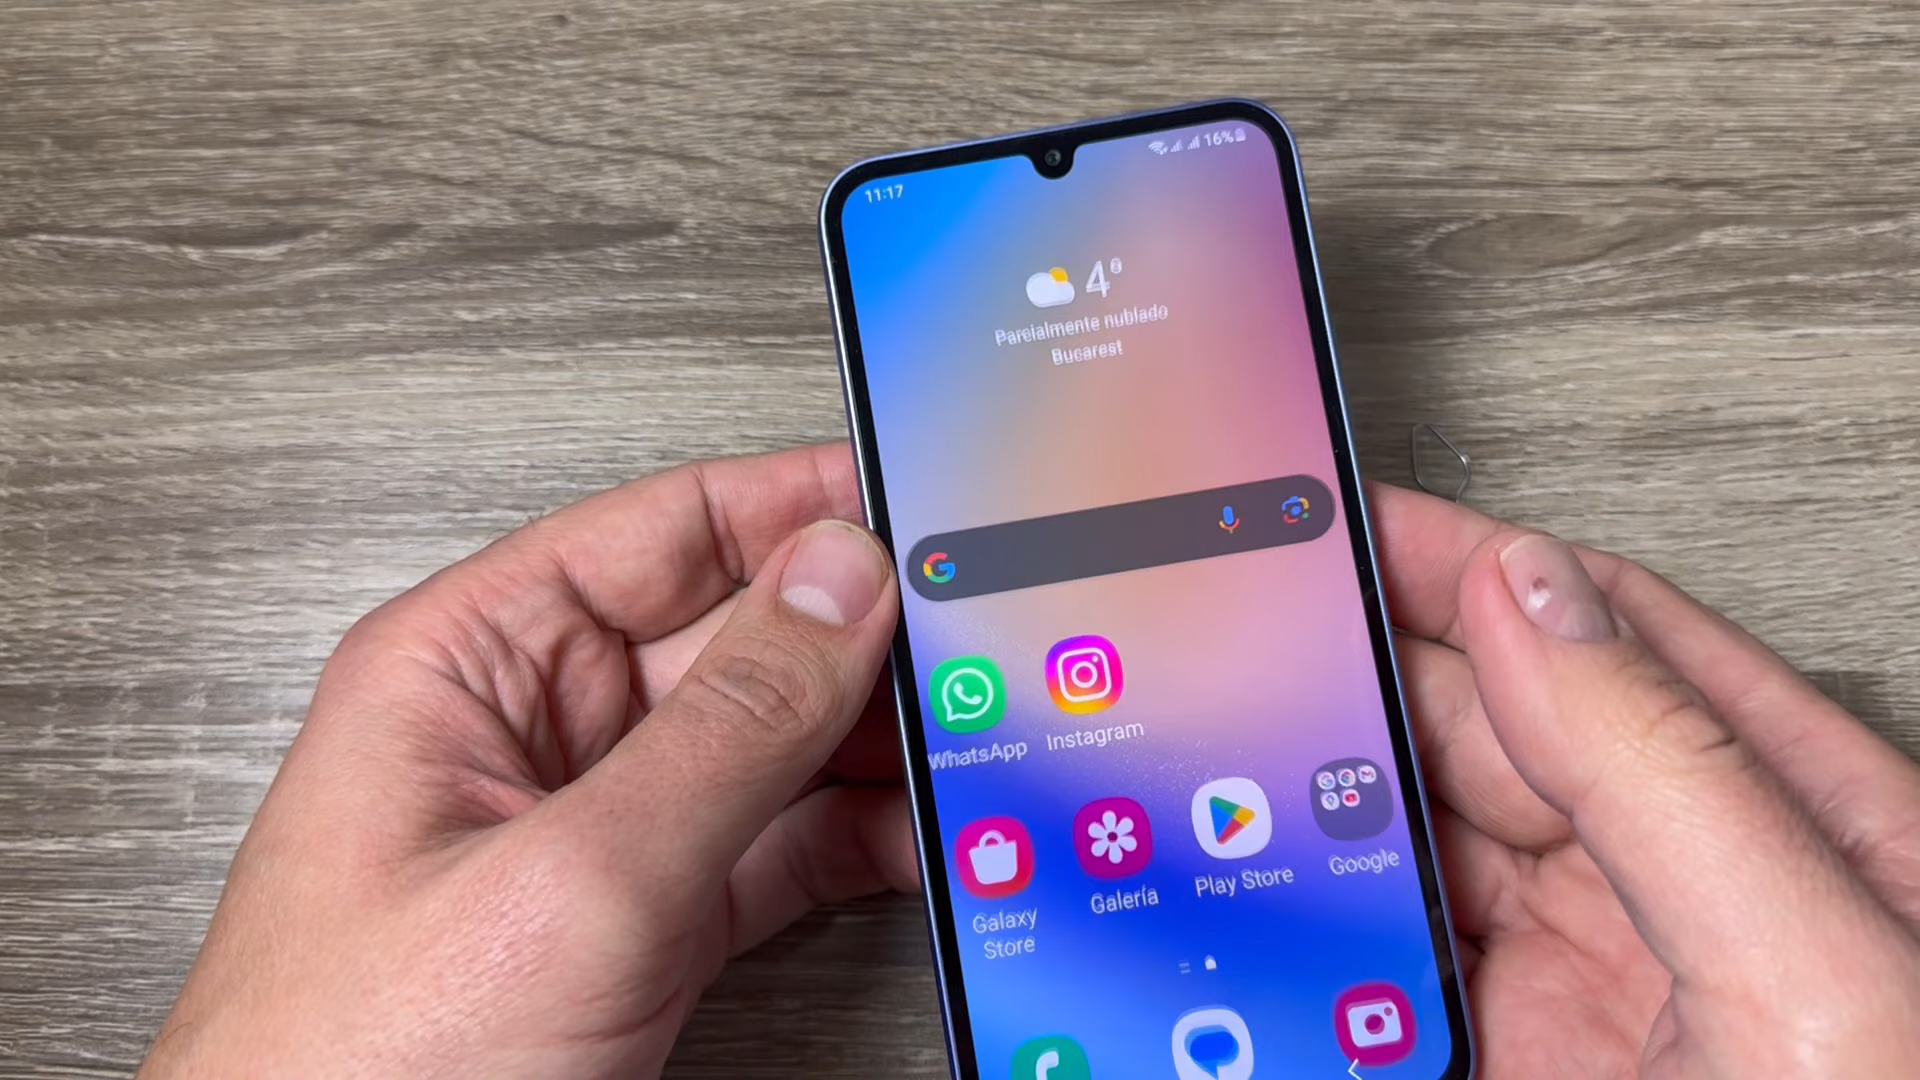 11:17
16%
4°
Parcialmente nublado
Bucarest
WhatsApp
Instagram
Galaxy
Store
Galería
Play Store
Google